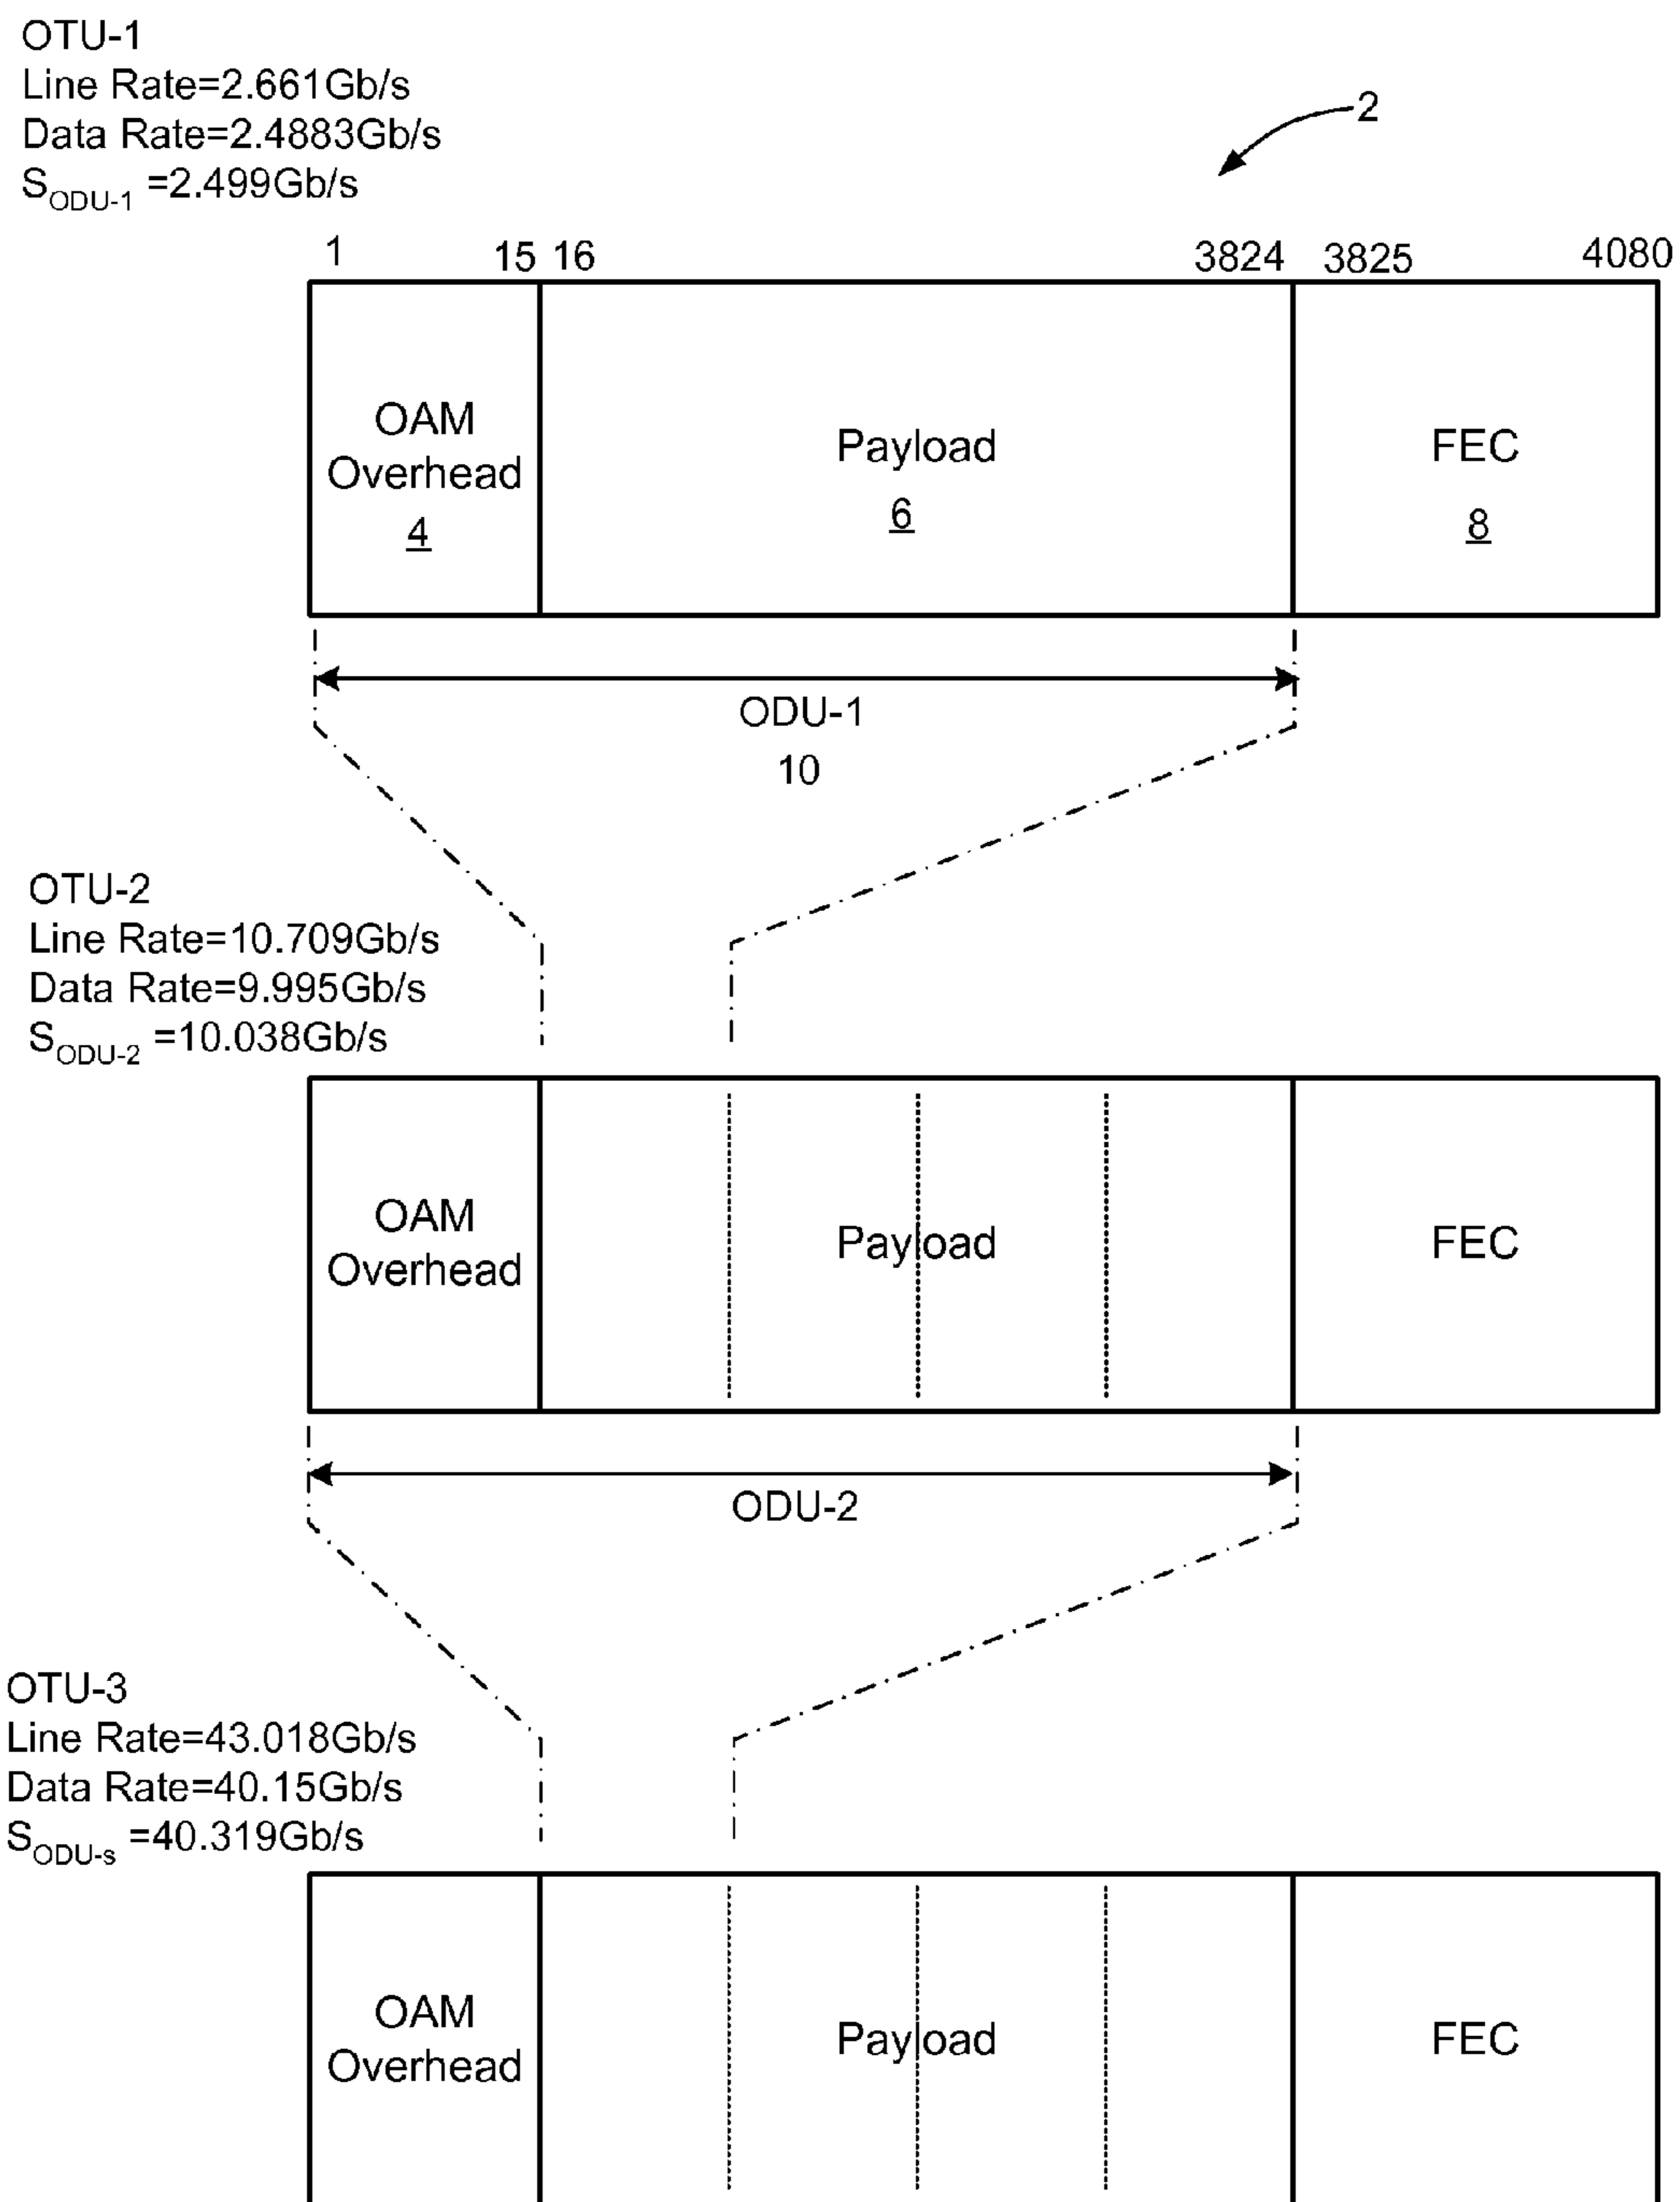 OTU-1
Line Rate=2.661Gb/s
Data Rate=2.4883Gb/s
S_ODU-1 =2.499Gb/s
2
1 15 16 3824 3825 4080
OAM
Overhead
4
Payload
6
FEC
8
ODU-1
10
OTU-2
Line Rate=10.709Gb/s
Data Rate=9.995Gb/s
S_ODU-2 =10.038Gb/s
OAM
Overhead
Payload
FEC
ODU-2
OTU-3
Line Rate=43.018Gb/s
Data Rate=40.15Gb/s
S_ODU-s =40.319Gb/s
OAM
Overhead
Payload
FEC